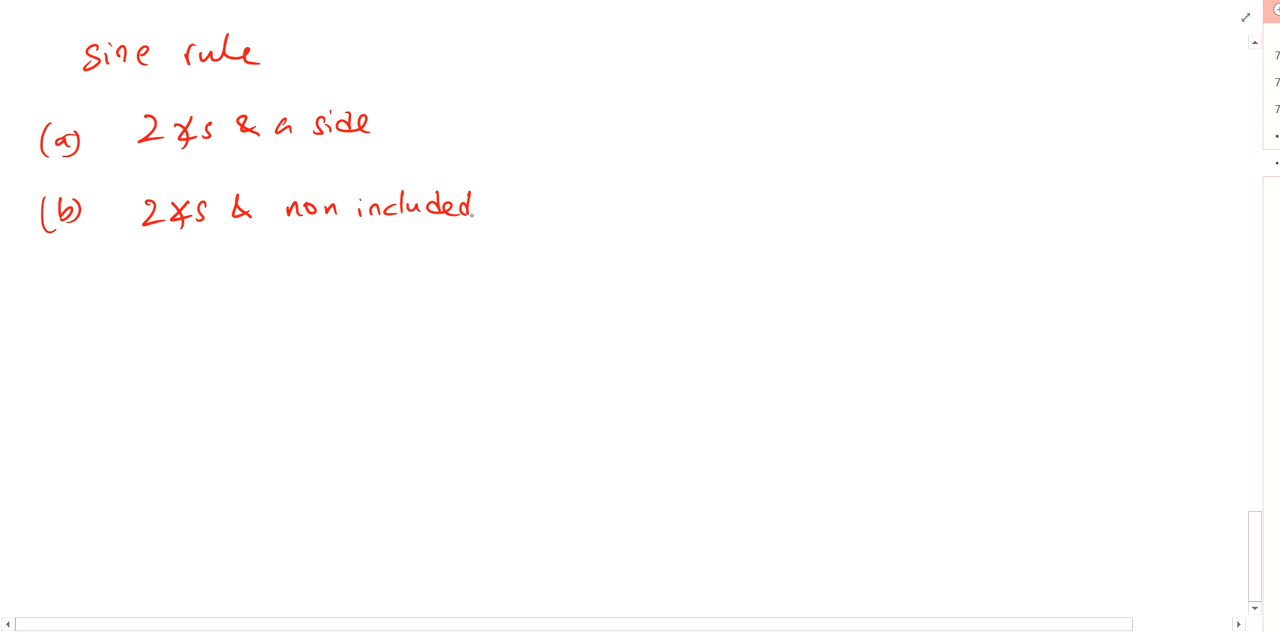 sine rule
(a) 2 ∡s & a side
(b) 2 ∡s & non included